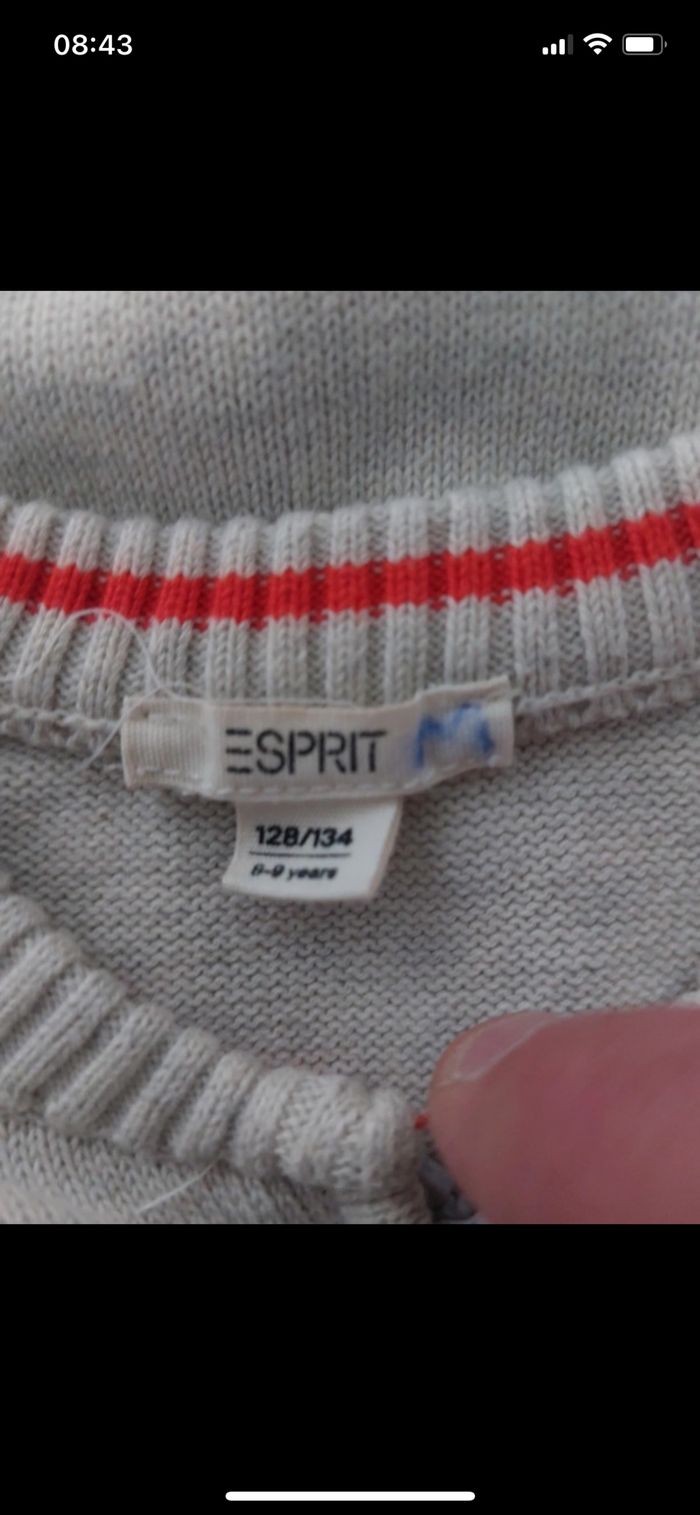 08:43
ESPRIT M
128/134
8-9 years